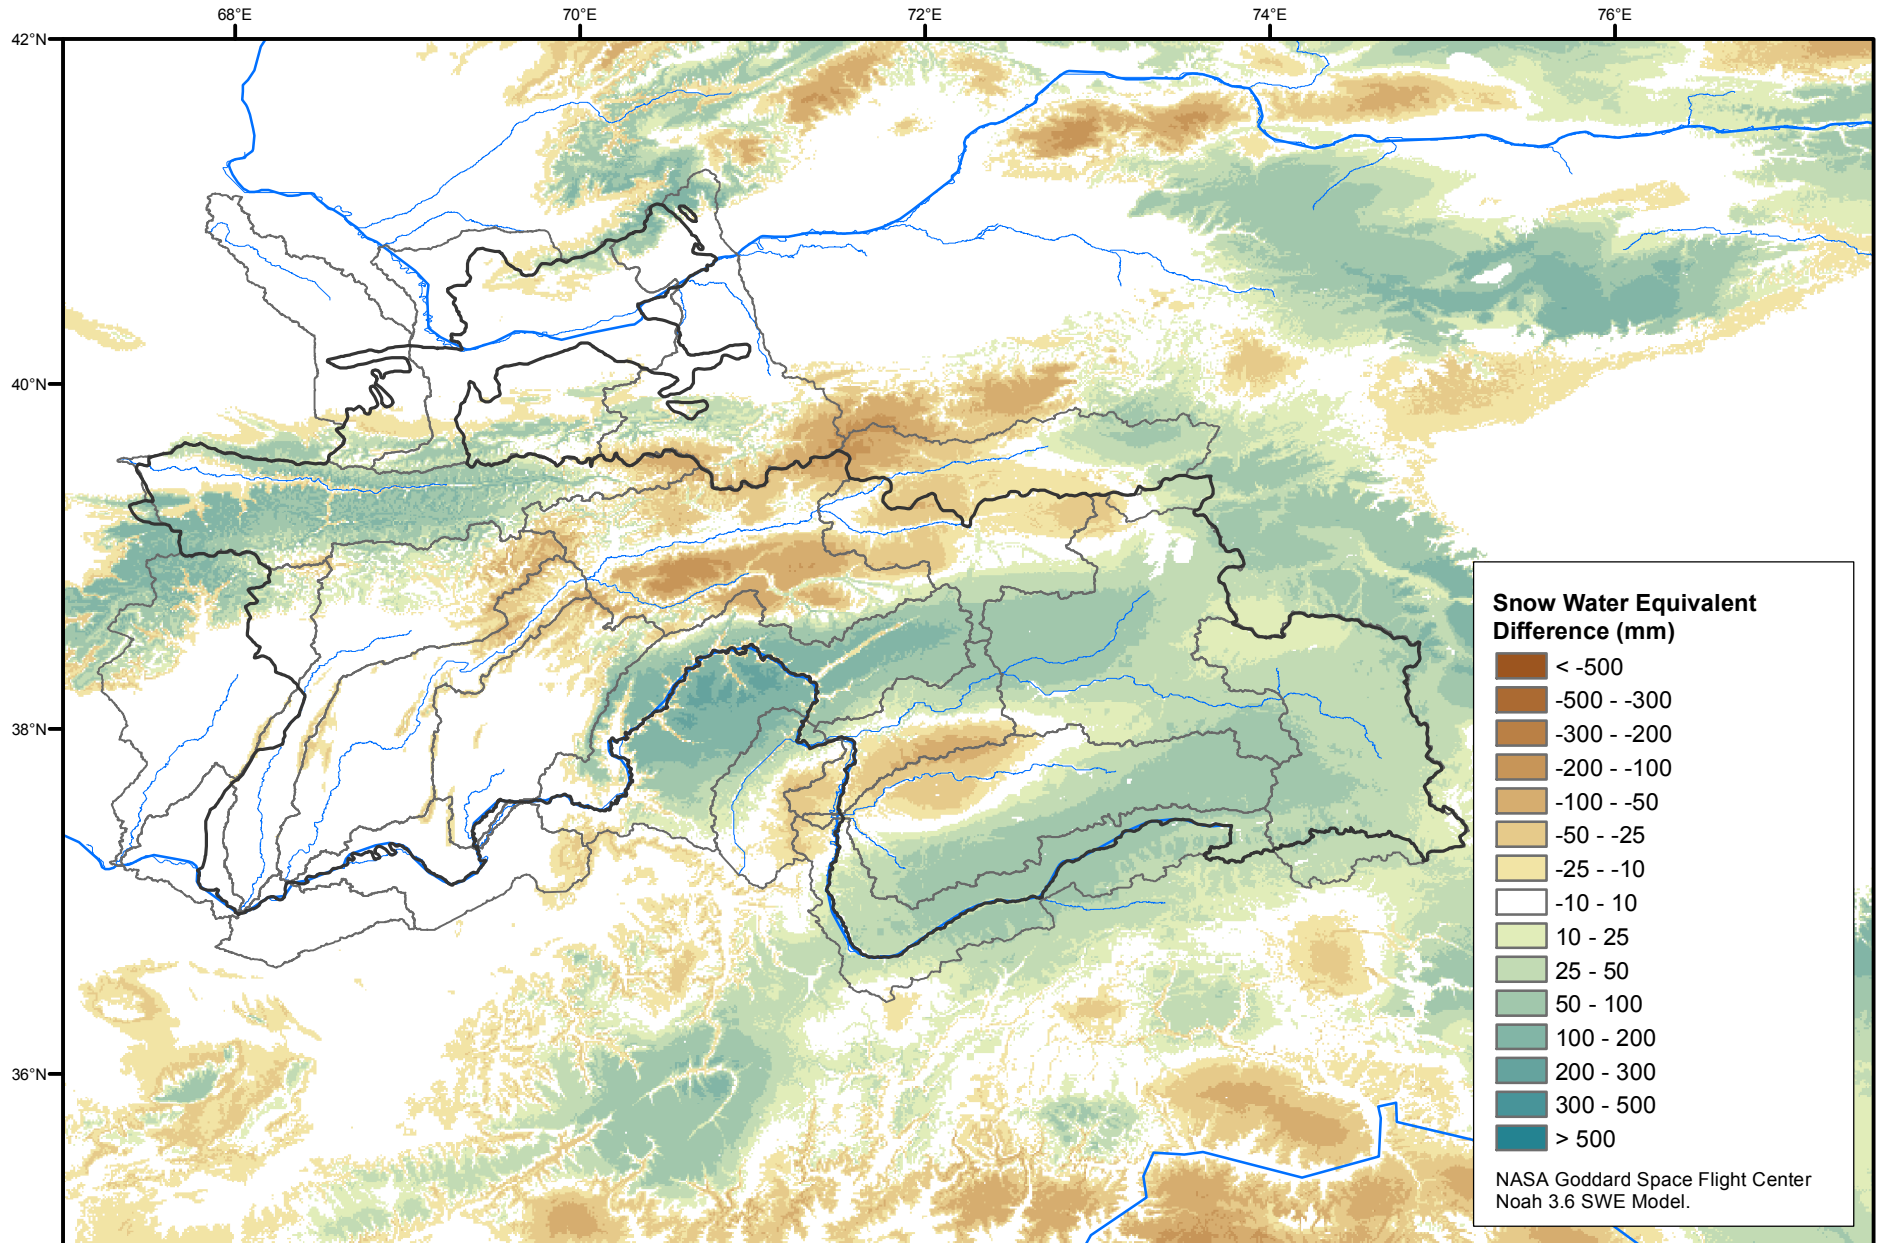 68°E
70°E
72°E
74°E
76°E
42°N
40°N
38°N
36°N
Snow Water Equivalent
Difference (mm)
< -500
-500 - -300
-300 - -200
-200 - -100
-100 - -50
-50 - -25
-25 - -10
-10 - 10
10 - 25
25 - 50
50 - 100
100 - 200
200 - 300
300 - 500
> 500
NASA Goddard Space Flight Center
Noah 3.6 SWE Model.